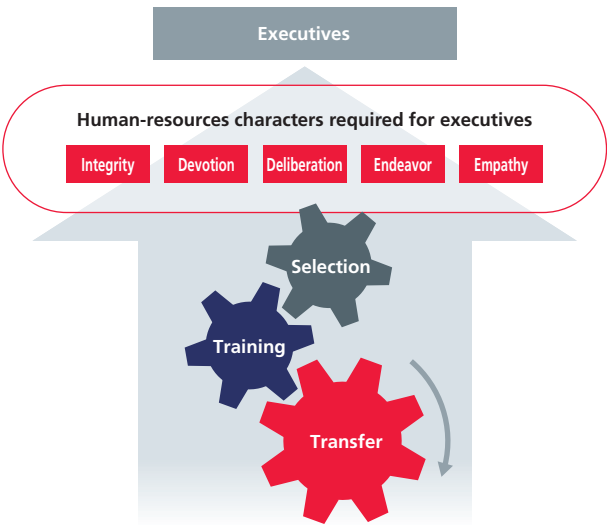 Executives
Human-resources characters required for executives
Integrity Devotion Deliberation Endeavor Empathy
Selection
Training
Transfer